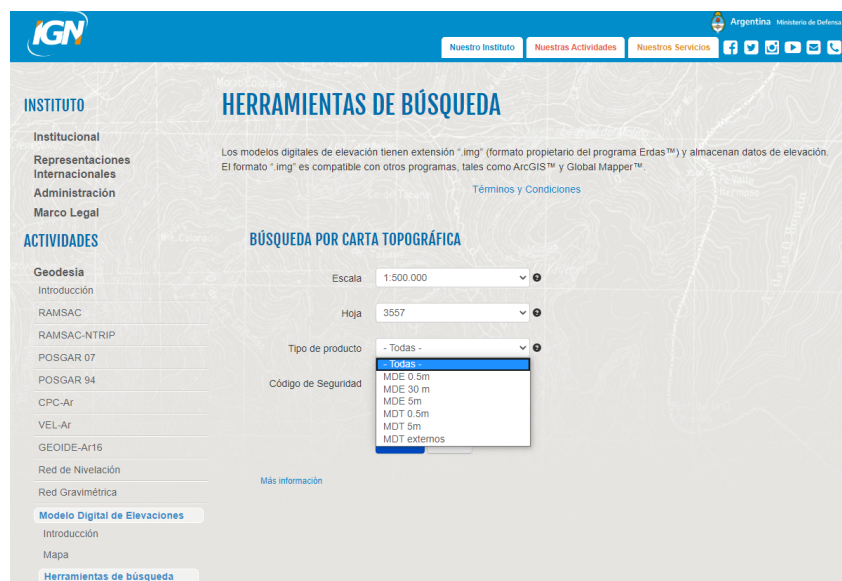 IGN
Argentina Ministerio de Defensa
Nuestro Instituto
Nuestras Actividades
Nuestros Servicios
INSTITUTO
Institucional
Representaciones
Internacionales
Administración
Marco Legal
ACTIVIDADES
Geodesia
Introducción
RAMSAC
RAMSAC-NTRIP
POSGAR 07
POSGAR 94
CPC-Ar
VEL-Ar
GEOIDE-Ar16
Red de Nivelación
Red Gravimétrica
Modelo Digital de Elevaciones
Introducción
Mapa
Herramientas de búsqueda
HERRAMIENTAS DE BÚSQUEDA
Los modelos digitales de elevación tienen extensión ".img" (formato propietario del programa Erdas™) y almacenan datos de elevación.
El formato ".img" es compatible con otros programas, tales como ArcGIS™ y Global Mapper™.
Términos y Condiciones
BÚSQUEDA POR CARTA TOPOGRÁFICA
Escala 1:500.000
Hoja 3557
Tipo de producto - Todas -
- Todas -
MDE 0.5m
MDE 30 m
MDE 5m
MDT 0.5m
MDT 5m
MDT externos
Código de Seguridad
Más información